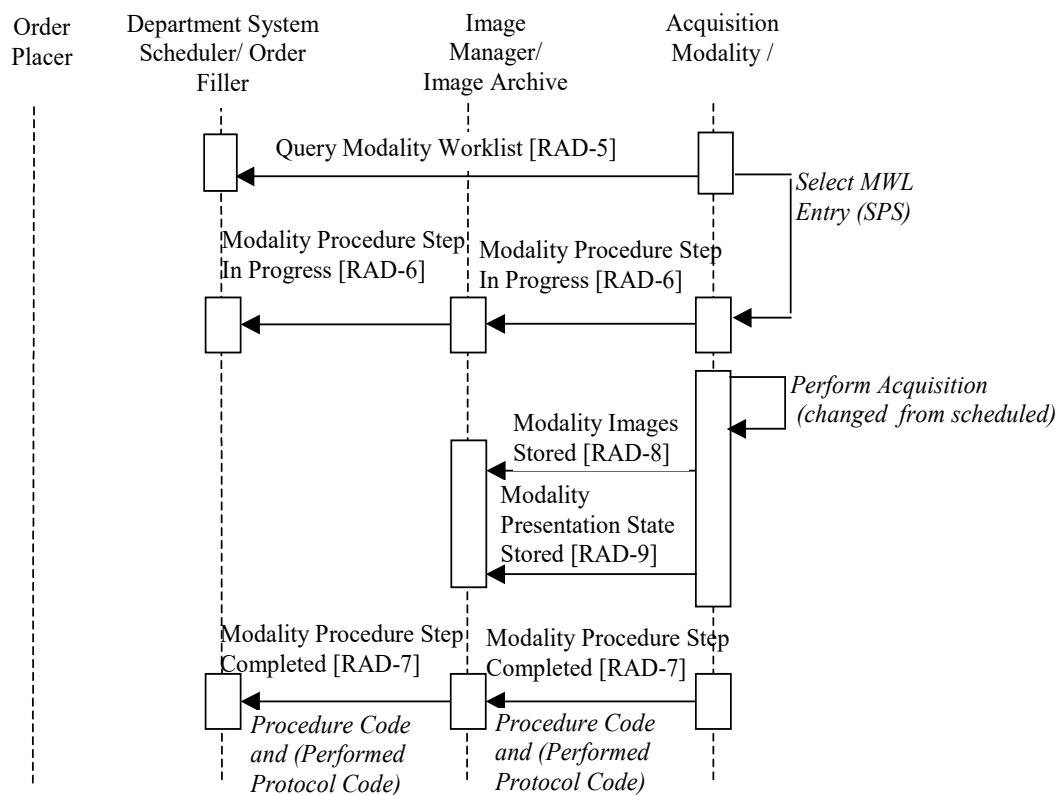 Order
Placer
Department System
Scheduler/ Order
Filler
Image
Manager/
Image Archive
Acquisition
Modality /
Query Modality Worklist [RAD-5]
Select MWL
Entry (SPS)
Modality Procedure Step
In Progress [RAD-6]
Modality Procedure Step
In Progress [RAD-6]
Perform Acquisition
(changed from scheduled)
Modality Images
Stored [RAD-8]
Modality
Presentation State
Stored [RAD-9]
Modality Procedure Step
Completed [RAD-7]
Modality Procedure Step
Completed [RAD-7]
Procedure Code
and (Performed
Protocol Code)
Procedure Code
and (Performed
Protocol Code)